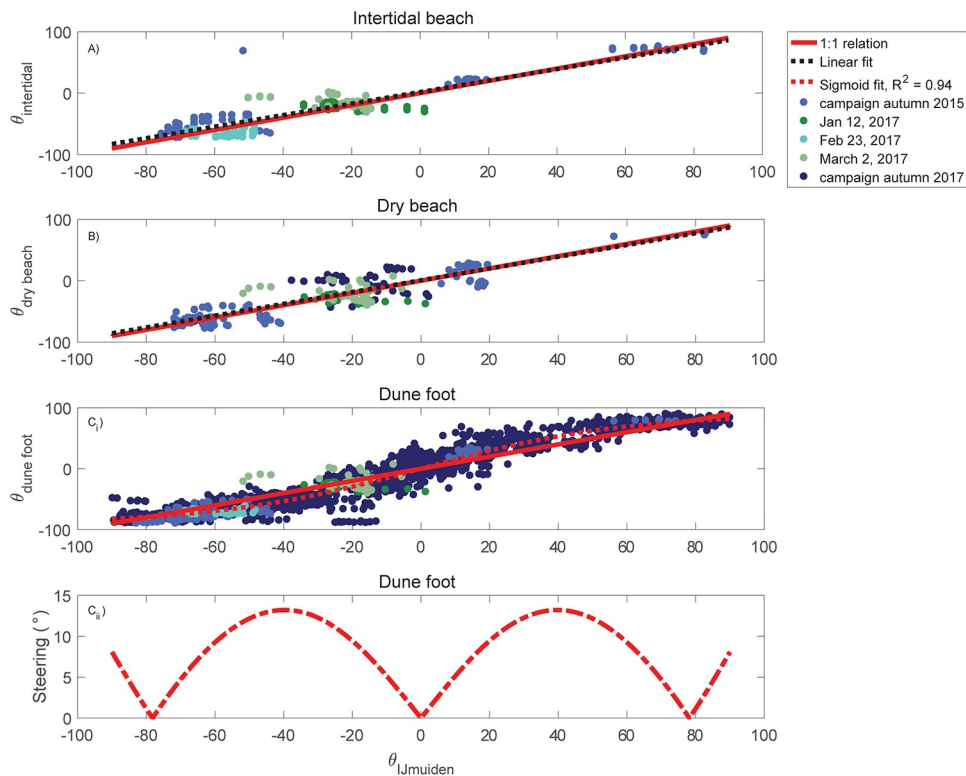 Intertidal beach
A)
100
0
-100
θintertidal
-100 -80 -60 -40 -20 0 20 40 60 80 100
1:1 relation
Linear fit
Sigmoid fit, R² = 0.94
campaign autumn 2015
Jan 12, 2017
Feb 23, 2017
March 2, 2017
campaign autumn 2017
Dry beach
B)
100
0
-100
θdry beach
-100 -80 -60 -40 -20 0 20 40 60 80 100
Dune foot
CI)
100
0
-100
θdune foot
-100 -80 -60 -40 -20 0 20 40 60 80 100
Dune foot
Cii)
15
10
5
0
Steering (°)
-100 -80 -60 -40 -20 0 20 40 60 80 100
θIJmuiden